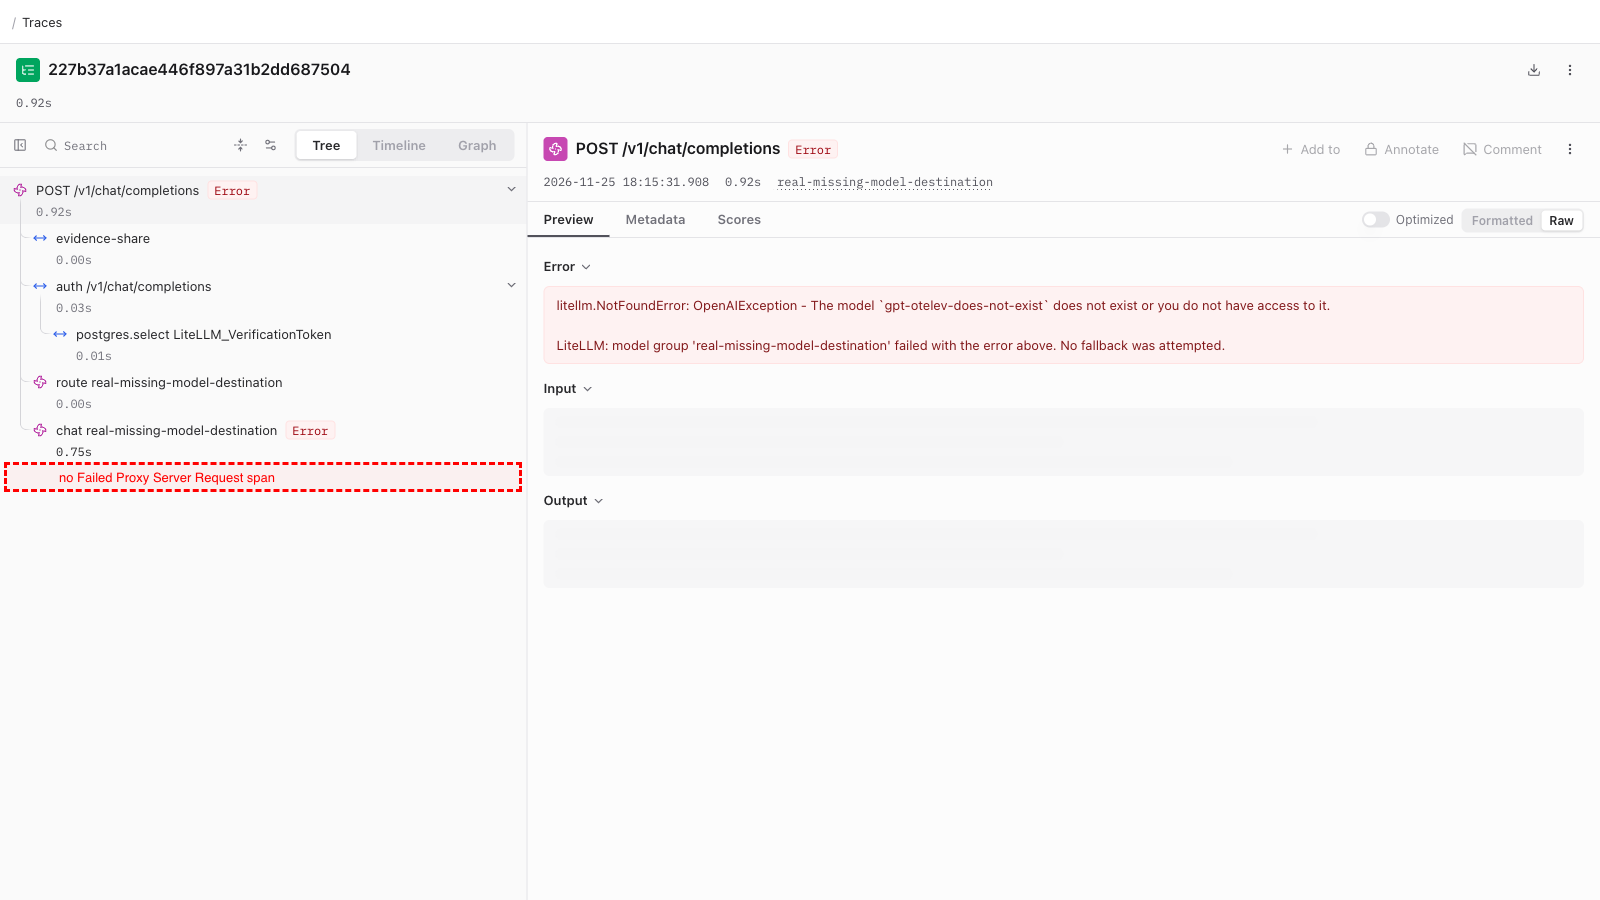 / Traces
227b37a1acae446f897a31b2dd687504
0.92s
Search
Tree
Timeline
Graph
POST /v1/chat/completions Error
0.92s
evidence-share
0.00s
auth /v1/chat/completions
0.03s
postgres.select LiteLLM_VerificationToken
0.01s
route real-missing-model-destination
0.00s
chat real-missing-model-destination Error
0.75s
no Failed Proxy Server Request span
POST /v1/chat/completions Error
Add to
Annotate
Comment
2026-11-25 18:15:31.908 0.92s real-missing-model-destination
Preview
Metadata
Scores
Optimized
Formatted
Raw
Error
litellm.NotFoundError: OpenAIException - The model `gpt-otelev-does-not-exist` does not exist or you do not have access to it.
LiteLLM: model group 'real-missing-model-destination' failed with the error above. No fallback was attempted.
Input
Output